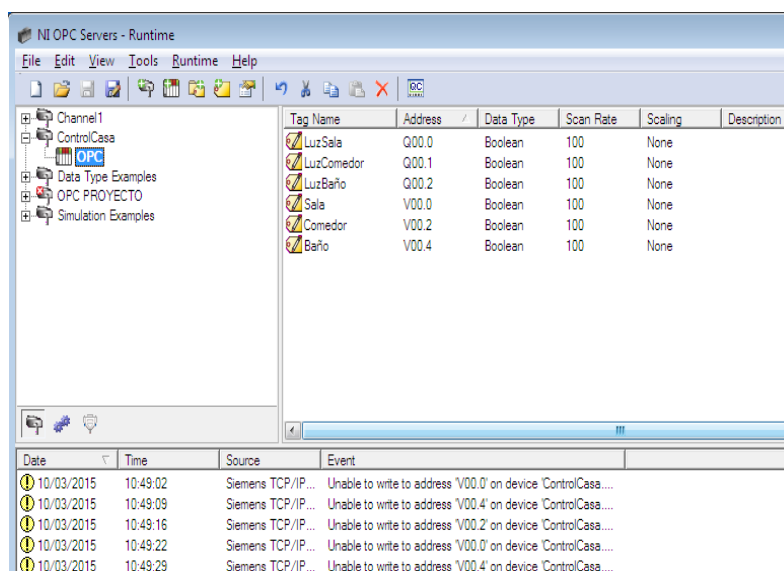 NI OPC Servers - Runtime
File Edit View Tools Runtime Help
Channel1
ControlCasa
OPC
Data Type Examples
OPC PROYECTO
Simulation Examples
Tag Name Address Data Type Scan Rate Scaling Description
LuzSala Q00.0 Boolean 100 None
LuzComedor Q00.1 Boolean 100 None
LuzBaño Q00.2 Boolean 100 None
Sala V00.0 Boolean 100 None
Comedor V00.2 Boolean 100 None
Baño V00.4 Boolean 100 None
Date Time Source Event
10/03/2015 10:49:02 Siemens TCP/IP... Unable to write to address 'V00.0' on device 'ControlCasa....
10/03/2015 10:49:09 Siemens TCP/IP... Unable to write to address 'V00.4' on device 'ControlCasa....
10/03/2015 10:49:16 Siemens TCP/IP... Unable to write to address 'V00.2' on device 'ControlCasa....
10/03/2015 10:49:22 Siemens TCP/IP... Unable to write to address 'V00.0' on device 'ControlCasa....
10/03/2015 10:49:29 Siemens TCP/IP... Unable to write to address 'V00.4' on device 'ControlCasa....